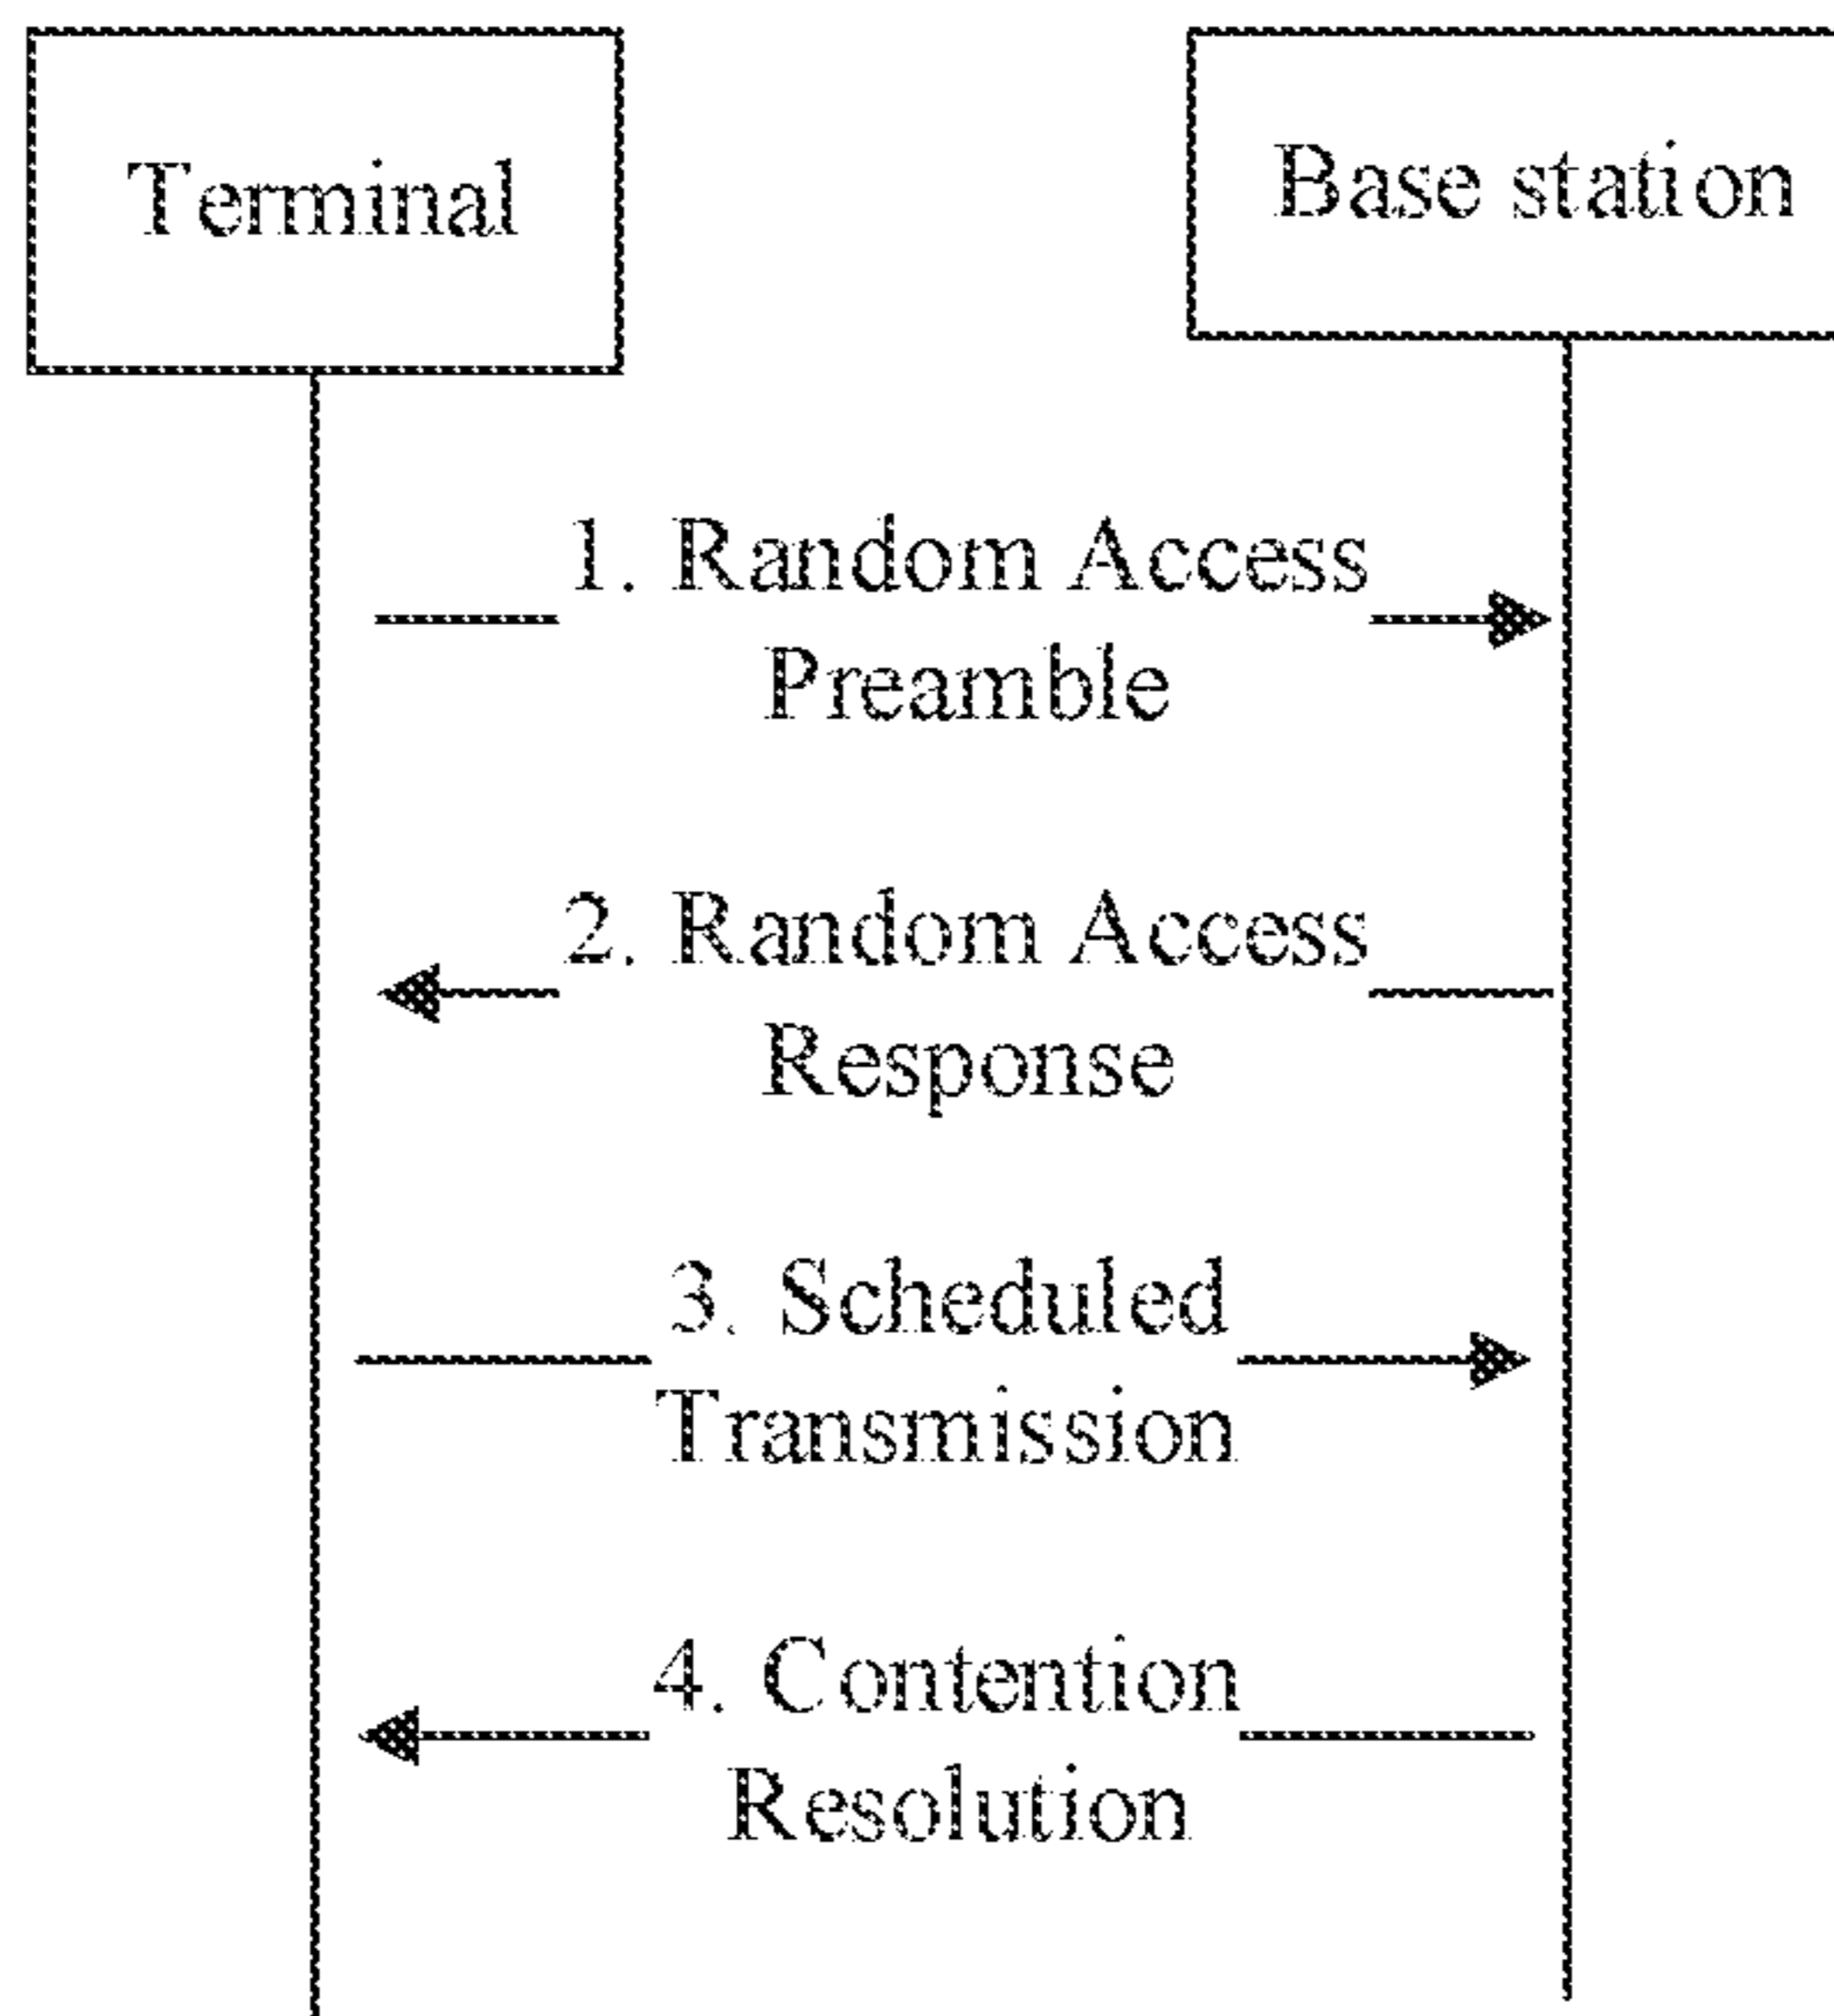 Terminal
Base station
1. Random Access
Preamble
2. Random Access
Response
3. Scheduled
Transmission
4. Contention
Resolution